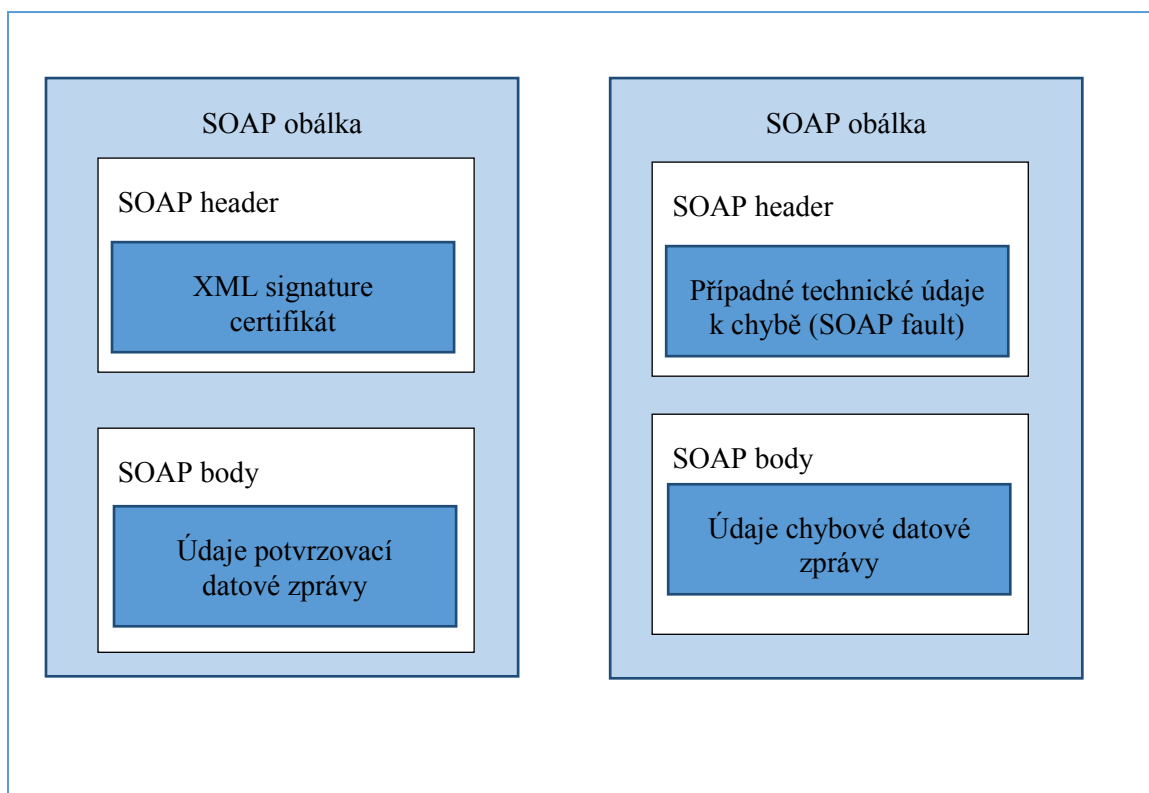 SOAP obálka
SOAP header
XML signature
certifikát
SOAP body
Údaje potvrzovací
datové zprávy
SOAP obálka
SOAP header
Případné technické údaje
k chybě (SOAP fault)
SOAP body
Údaje chybové datové
zprávy